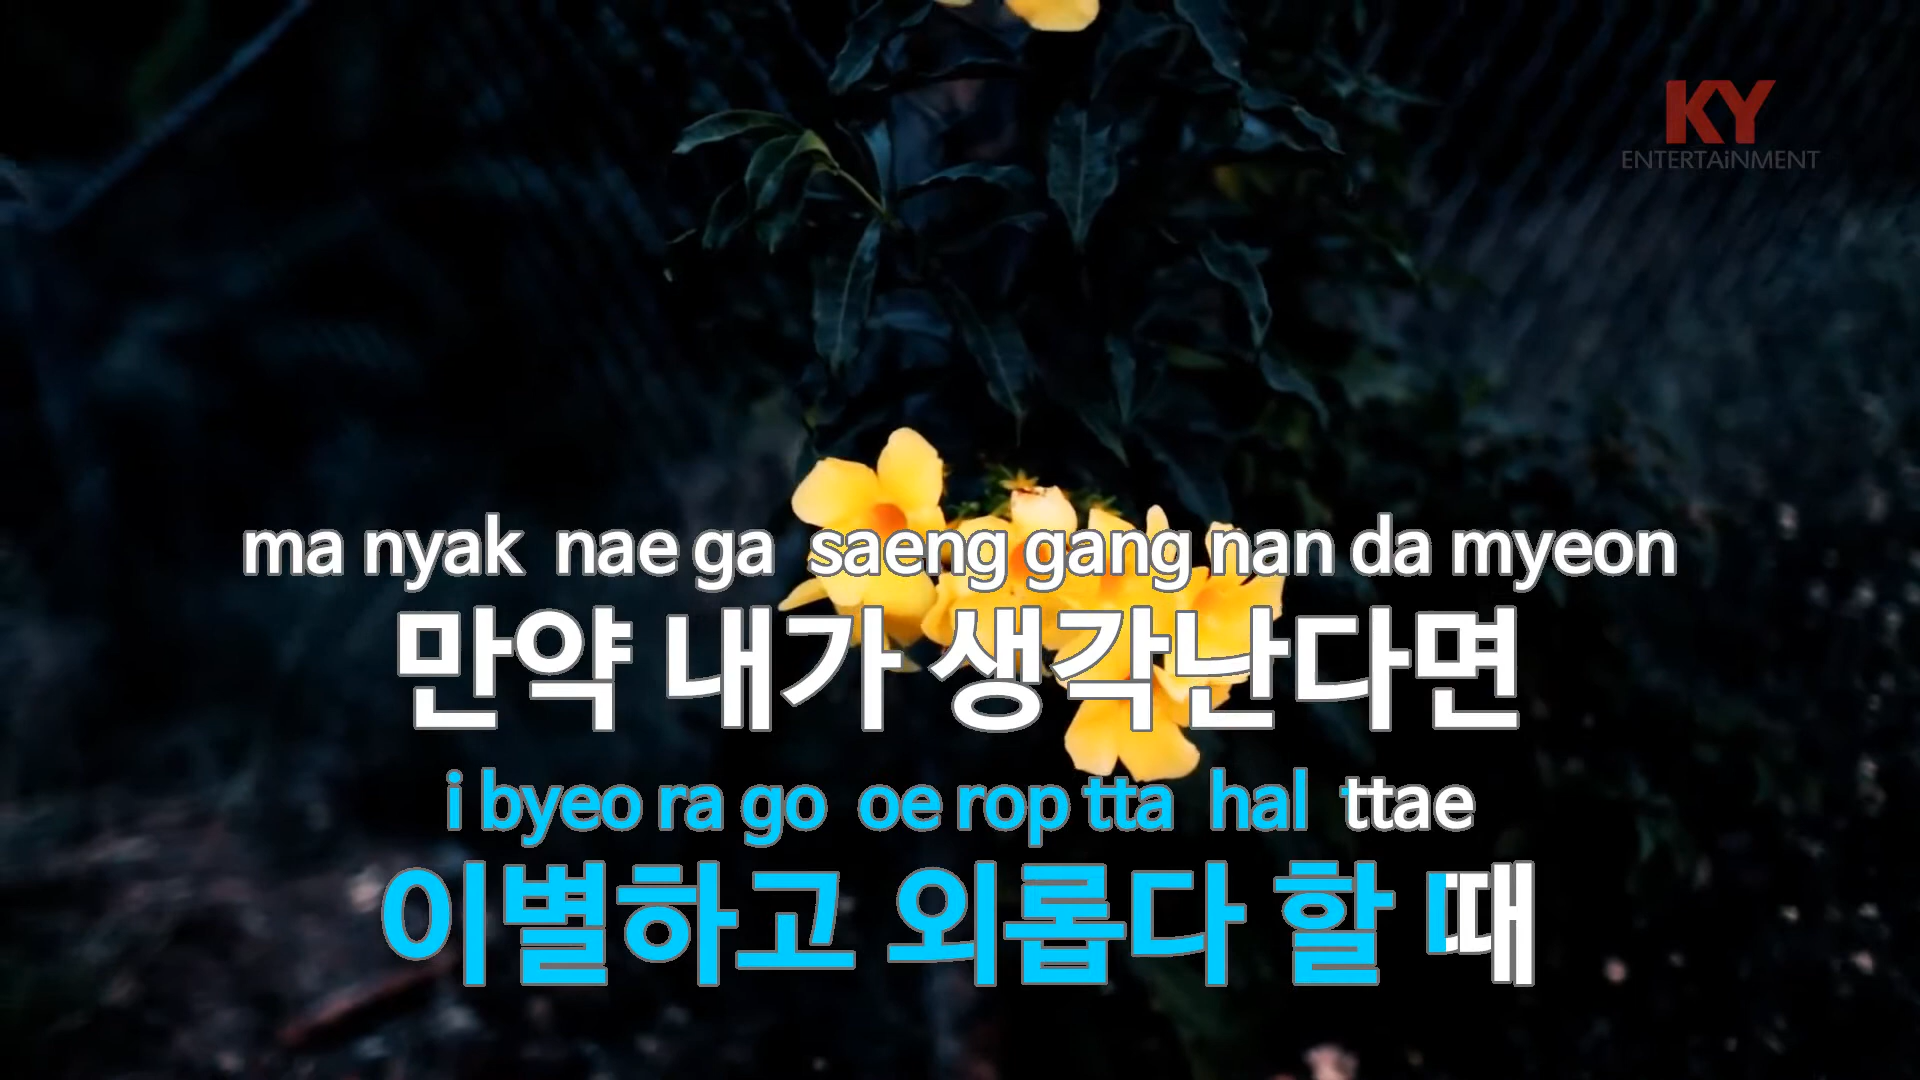 KY
ENTERTAiNMENT
ma nyak nae ga saeng gang nan da myeon
만약 내가 생각난다면
i byeo ra go oe rop tta hal ttae
이별하고 외롭다 할 때